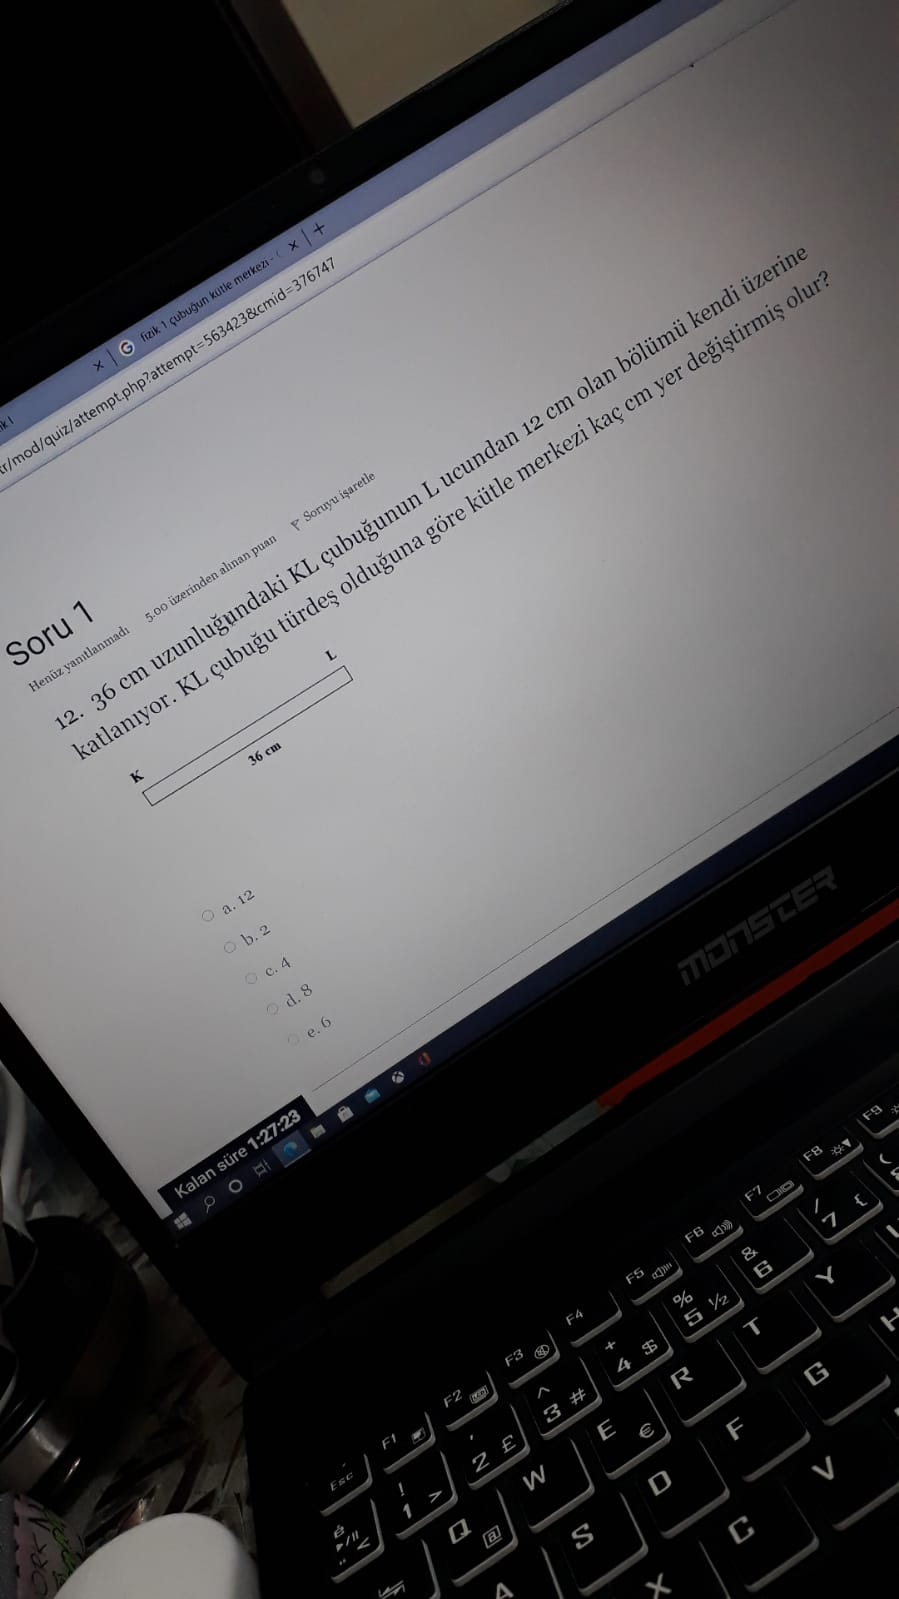 fizik 1 çubuğun kütle merkezi -
tr/mod/quiz/attempt.php?attempt=563423&cmid=376747
Soru 1
Henüz yanıtlanmadı 5.00 üzerinden alınan puan Soruyu işaretle
12. 36 cm uzunluğundaki KL çubuğunun L ucundan 12 cm olan bölümü kendi üzerine
katlanıyor. KL çubuğu türdeş olduğuna göre kütle merkezi kaç cm yer değiştirmiş olur?
K L
36 cm
a. 12
b. 2
c. 4
d. 8
e. 6
Kalan süre 1:27:23
MONSTER
Esc F1 F2 F3 F4 F5 F6 F7 F8 F9
é < ! 1 > ' 2 £ ^ 3 # + 4 $ % 5 ½ & 6 / 7 {
Q @ W E € R T Y
A S D F G H
X C V
ORK